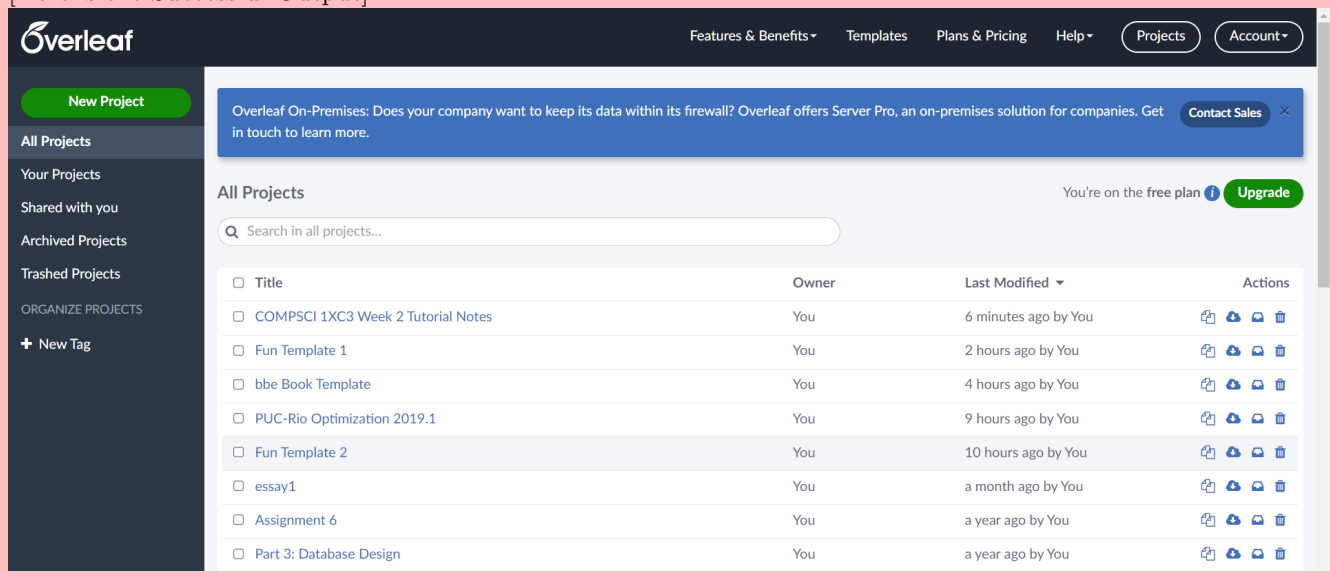 Overleaf
Features & Benefits Templates Plans & Pricing Help Projects Account
New Project
All Projects
Your Projects
Shared with you
Archived Projects
Trashed Projects
ORGANIZE PROJECTS
New Tag
Overleaf On-Premises: Does your company want to keep its data within its firewall? Overleaf offers Server Pro, an on-premises solution for companies. Get
in touch to learn more.
Contact Sales ×
All Projects
You're on the free plan i Upgrade
Search in all projects...
Title Owner Last Modified Actions
COMPSCI 1XC3 Week 2 Tutorial Notes You 6 minutes ago by You
Fun Template 1 You 2 hours ago by You
bbe Book Template You 4 hours ago by You
PUC-Rio Optimization 2019.1 You 9 hours ago by You
Fun Template 2 You 10 hours ago by You
essay1 You a month ago by You
Assignment 6 You a year ago by You
Part 3: Database Design You a year ago by You